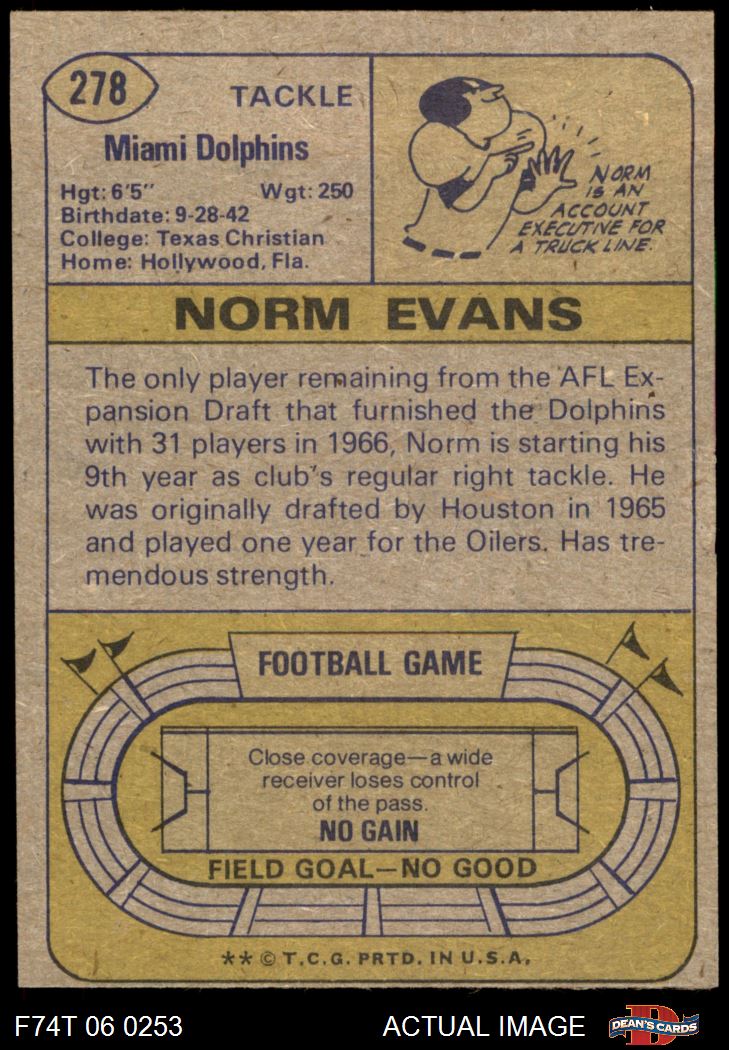 278
TACKLE
Miami Dolphins
Hgt: 6'5"  Wgt: 250
Birthdate: 9-28-42
College: Texas Christian
Home: Hollywood, Fla.
NORM
IS AN
ACCOUNT
EXECUTIVE FOR
A TRUCK LINE.
NORM EVANS
The only player remaining from the AFL Ex-
pansion Draft that furnished the Dolphins
with 31 players in 1966, Norm is starting his
9th year as club's regular right tackle. He
was originally drafted by Houston in 1965
and played one year for the Oilers. Has tre-
mendous strength.
FOOTBALL GAME
Close coverage—a wide
receiver loses control
of the pass.
NO GAIN
FIELD GOAL—NO GOOD
** © T.C.G. PRTD. IN U.S.A.
F74T 06 0253
ACTUAL IMAGE
D
DEAN'S CARDS